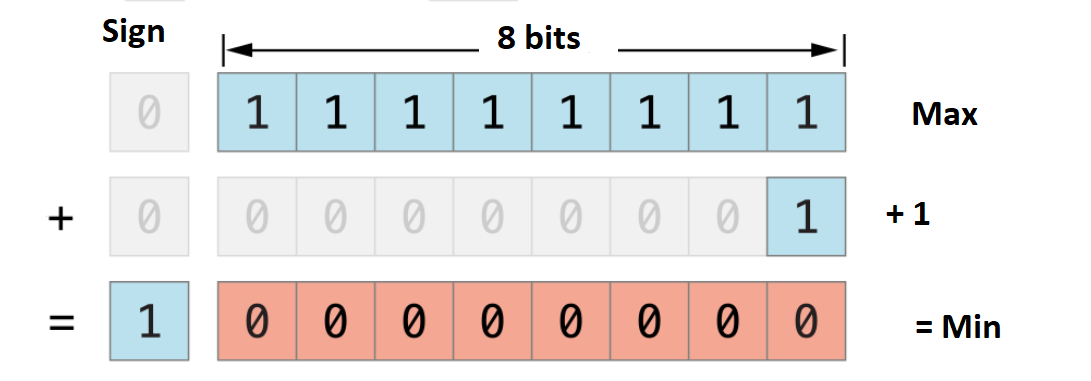 Sign 8 bits
0 1 1 1 1 1 1 1 1 Max
+ 0 0 0 0 0 0 0 0 1 + 1
= 1 0 0 0 0 0 0 0 0 = Min